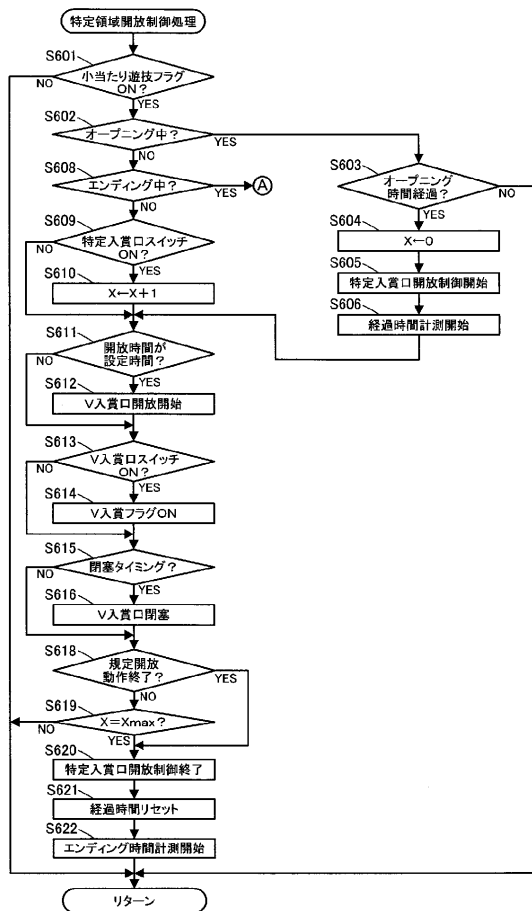 特定領域開放制御処理
S601
小当たり遊技フラグ
ON?
NO
YES
S602
オープニング中?
YES
NO
S603
オープニング
時間経過?
NO
YES
S604
X←0
S605
特定入賞口開放制御開始
S606
経過時間計測開始
S608
エンディング中?
YES
A
NO
S609
特定入賞口スイッチ
ON?
NO
YES
S610
X←X+1
S611
開放時間が
設定時間?
NO
YES
S612
V入賞口開放開始
S613
V入賞口スイッチ
ON?
NO
YES
S614
V入賞フラグON
S615
閉塞タイミング?
NO
YES
S616
V入賞口閉塞
S618
規定開放
動作終了?
YES
NO
S619
X=Xmax?
NO
YES
S620
特定入賞口開放制御終了
S621
経過時間リセット
S622
エンディング時間計測開始
リターン